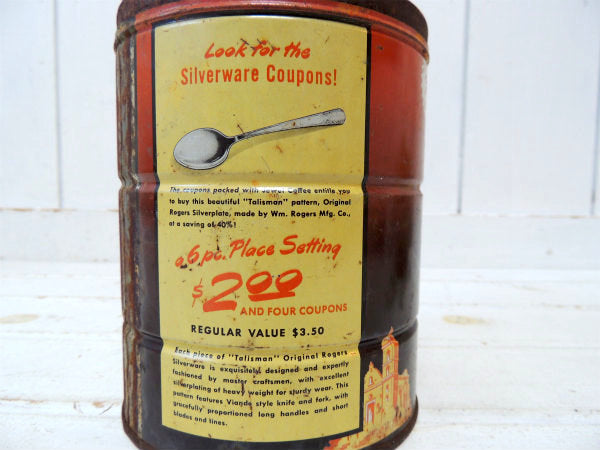 Look for the
Silverware Coupons!
The coupons packed with Jewel Coffee entitle you
to buy this beautiful "Talisman" pattern, Original
Rogers Silverplate, made by Wm. Rogers Mfg. Co.,
at a saving of 40%!
a 6 pc. Place Setting
$2.00
AND FOUR COUPONS
REGULAR VALUE $3.50
Each piece of "Talisman" Original Rogers
Silverware is exquisitely designed and expertly
fashioned by master craftsmen, with excellent
silverplating of heavy weight for sturdy wear. This
pattern features Viande style knife and fork, with
gracefully proportioned long handles and short
blades and tines.